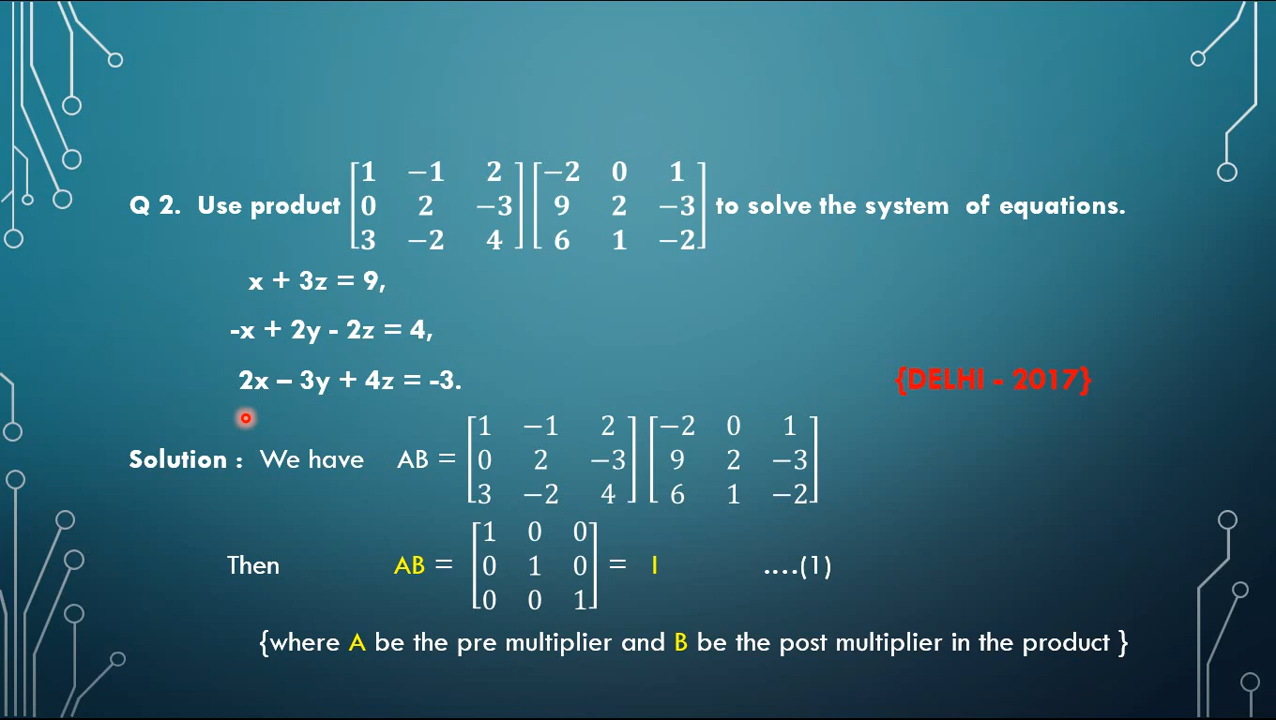 Q 2. Use product [1 −1 2; 0 2 −3; 3 −2 4] [−2 0 1; 9 2 −3; 6 1 −2] to solve the system of equations.
x + 3z = 9,
-x + 2y - 2z = 4,
2x – 3y + 4z = -3.
{DELHI - 2017}
Solution : We have AB = [1 −1 2; 0 2 −3; 3 −2 4] [−2 0 1; 9 2 −3; 6 1 −2]
Then AB = [1 0 0; 0 1 0; 0 0 1] = I ....(1)
{where A be the pre multiplier and B be the post multiplier in the product }